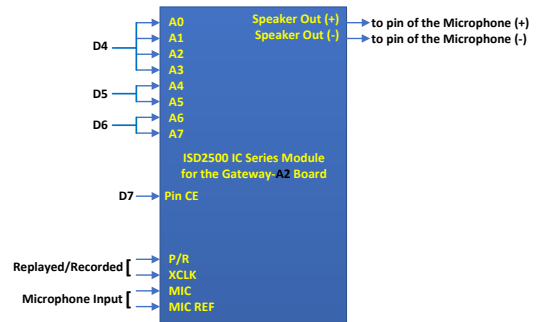 A0 Speaker Out (+) to pin of the Microphone (+)
A1 Speaker Out (-) to pin of the Microphone (-)
D4
A2
A3
A4
D5
A5
A6
D6
A7
ISD2500 IC Series Module
for the Gateway-A2 Board
D7 Pin CE
P/R
Replayed/Recorded [
XCLK
MIC
Microphone Input [
MIC REF